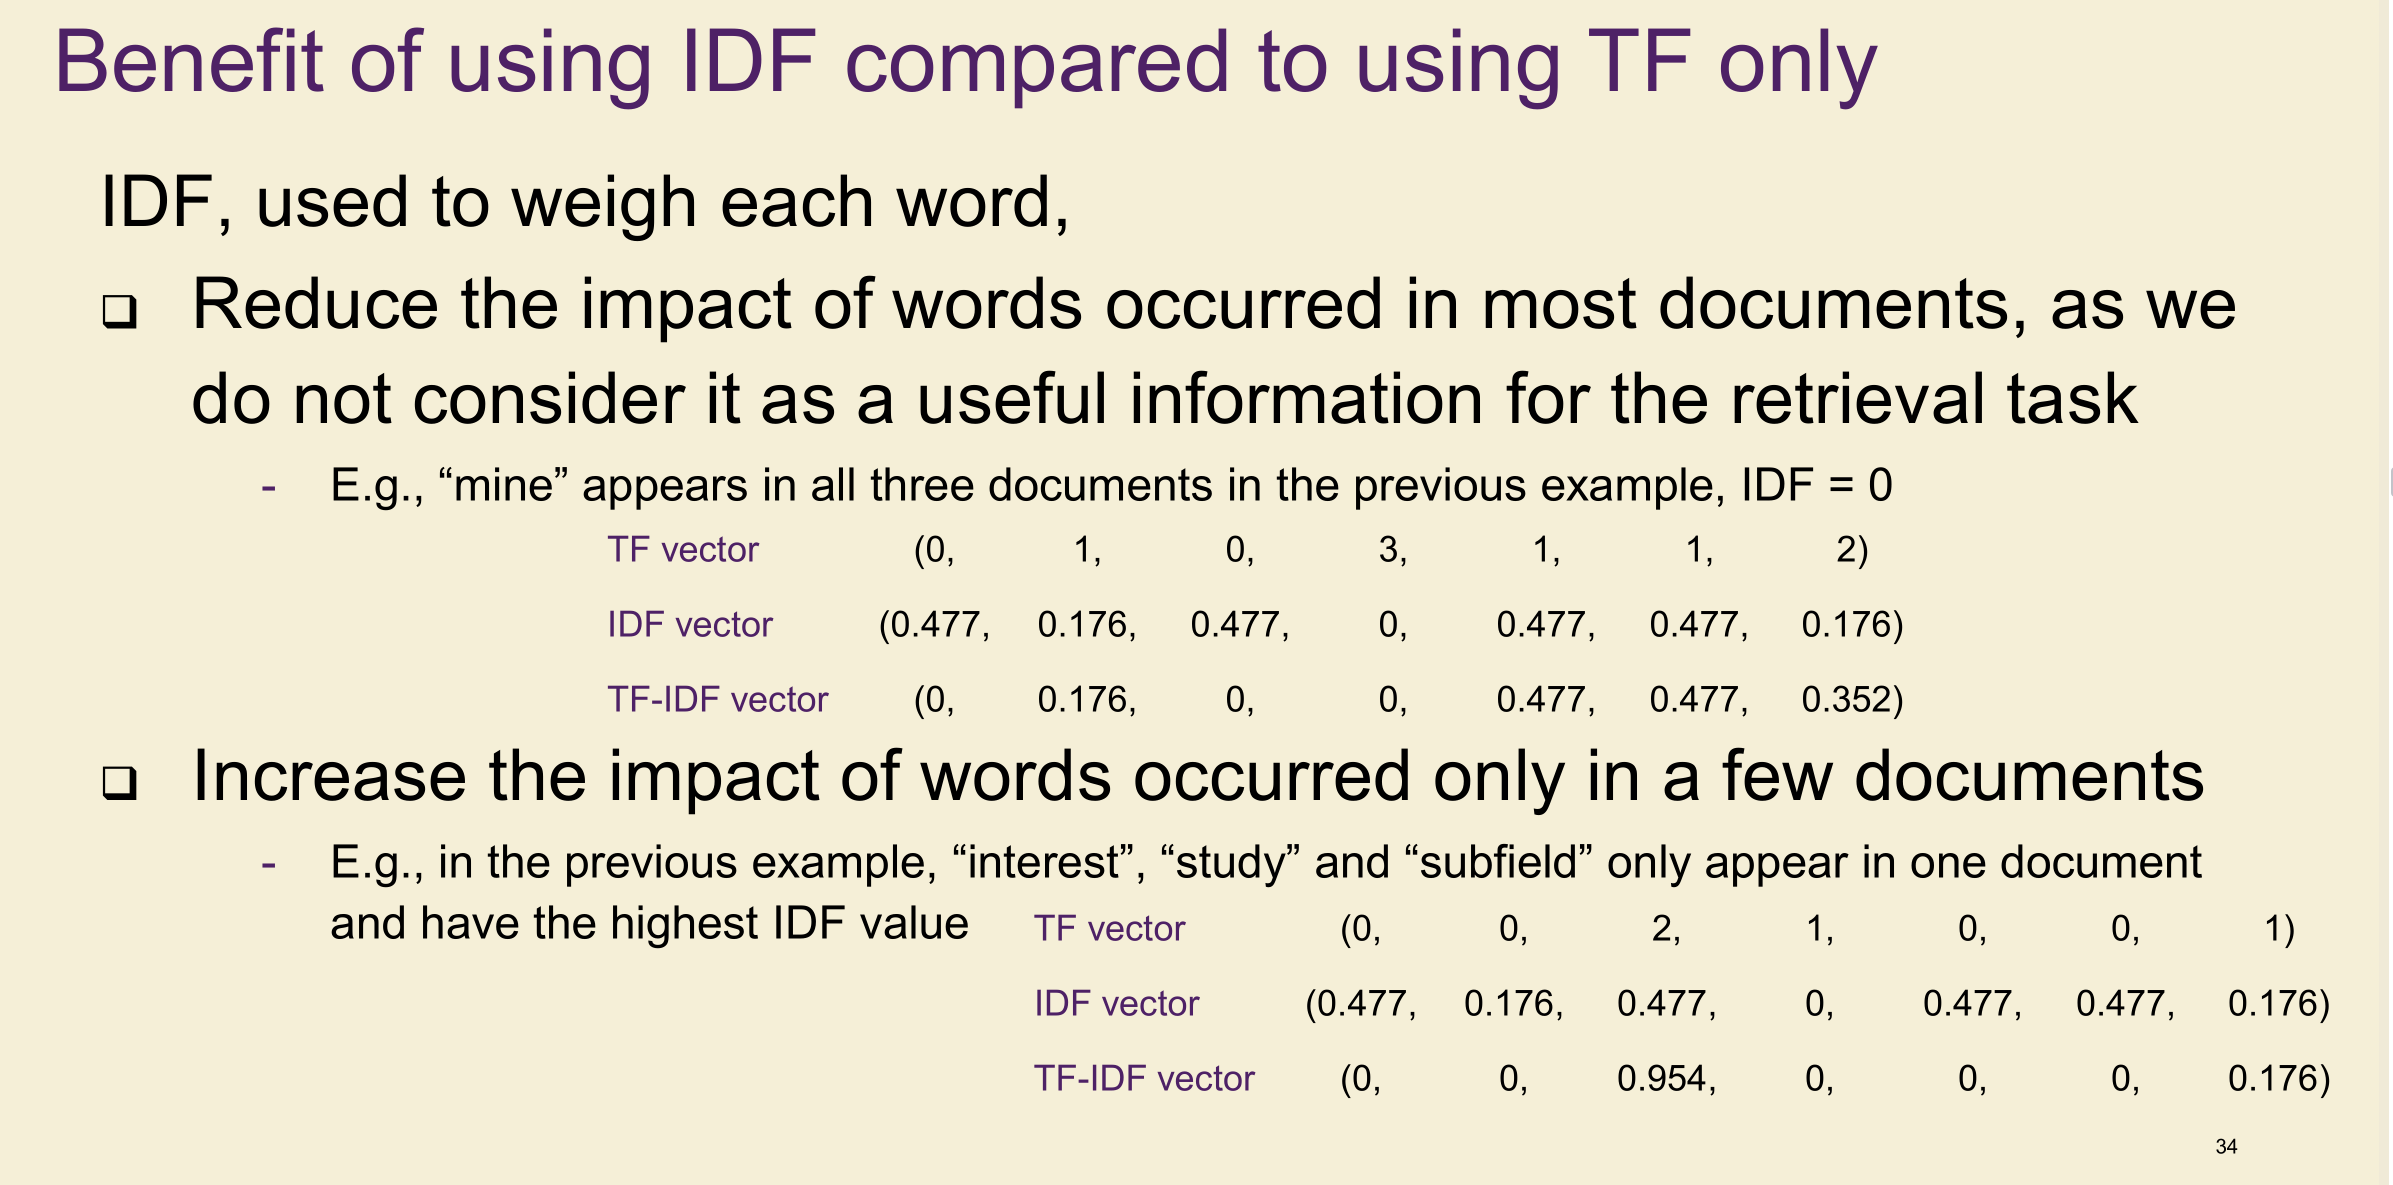 Benefit of using IDF compared to using TF only
IDF, used to weigh each word,
❑ Reduce the impact of words occurred in most documents, as we
do not consider it as a useful information for the retrieval task
- E.g., “mine” appears in all three documents in the previous example, IDF = 0
TF vector (0, 1, 0, 3, 1, 1, 2)
IDF vector (0.477, 0.176, 0.477, 0, 0.477, 0.477, 0.176)
TF-IDF vector (0, 0.176, 0, 0, 0.477, 0.477, 0.352)
❑ Increase the impact of words occurred only in a few documents
- E.g., in the previous example, “interest”, “study” and “subfield” only appear in one document
and have the highest IDF value
TF vector (0, 0, 2, 1, 0, 0, 1)
IDF vector (0.477, 0.176, 0.477, 0, 0.477, 0.477, 0.176)
TF-IDF vector (0, 0, 0.954, 0, 0, 0, 0.176)
34